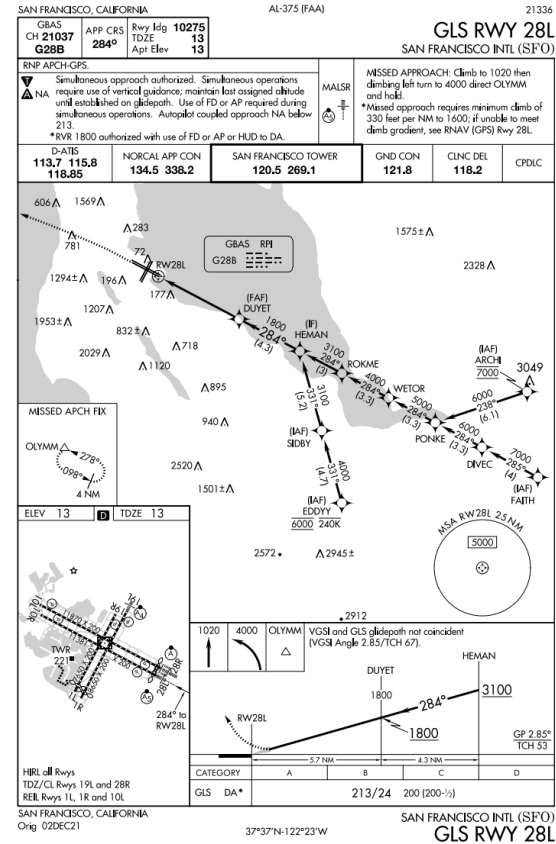 SAN FRANCISCO, CALIFORNIA
AL-375 (FAA)
21336
GBAS
CH 21037
G28B
APP CRS
284°
Rwy ldg 10275
TDZE 13
Apt Elev 13
GLS RWY 28L
SAN FRANCISCO INTL (SFO)
RNP APCH-GPS.
T
A NA
Simultaneous approach authorized. Simultaneous operations
require use of vertical guidance; maintain last assigned altitude
until established on glidepath. Use of FD or AP required during
simultaneous operations. Autopilot coupled approach NA below
213.
*RVR 1800 authorized with use of FD or AP or HUD to DA.
MALSR
A5
MISSED APPROACH: Climb to 1020 then
climbing left turn to 4000 direct OLYMM
and hold.
*Missed approach requires minimum climb of
330 feet per NM to 1600; if unable to meet
climb gradient, see RNAV (GPS) Rwy 28L.
D-ATIS
113.7 115.8
118.85
NORCAL APP CON
134.5 338.2
SAN FRANCISCO TOWER
120.5 269.1
GND CON
121.8
CLNC DEL
118.2
CPDLC
606
1569
283
781
72
RW28L
1294±
196
177
GBAS RPI
G28B
1575±
2328
1207
1953±
832±
718
2029
1120
895
940
2520
1501±
2572
2945±
2912
(FAF)
DUYET
1800
284°
(4.3)
(IF)
HEMAN
3100
284°
(3)
ROKME
4000
284°
(3.3)
WETOR
5000
284°
(3.3)
PONKE
6000
284°
(3.3)
DIVEC
7000
285°
(4)
(IAF)
FAITH
(IAF)
ARCHI
7000
3049
6000
238°
(6.1)
3100
331°
(5.2)
(IAF)
SIDBY
4000
331°
(4.7)
(IAF)
EDDYY
6000 240K
MISSED APCH FIX
OLYMM
278°
098°
4 NM
MSA RW28L 25 NM
5000
ELEV 13
D
TDZE 13
TWR
221
284° to
RW28L
HIRL all Rwys
TDZ/CL Rwys 19L and 28R
REIL Rwys 1L, 1R and 10L
1020
4000
OLYMM
VGSI and GLS glidepath not coincident
(VGSI Angle 2.85/TCH 67).
RW28L
DUYET
1800
HEMAN
284°
3100
1800
GP 2.85°
TCH 53
5.7 NM
4.3 NM
CATEGORY A B C D
GLS DA* 213/24 200 (200-½)
SAN FRANCISCO, CALIFORNIA
Orig 02DEC21
37°37'N-122°23'W
SAN FRANCISCO INTL (SFO)
GLS RWY 28L